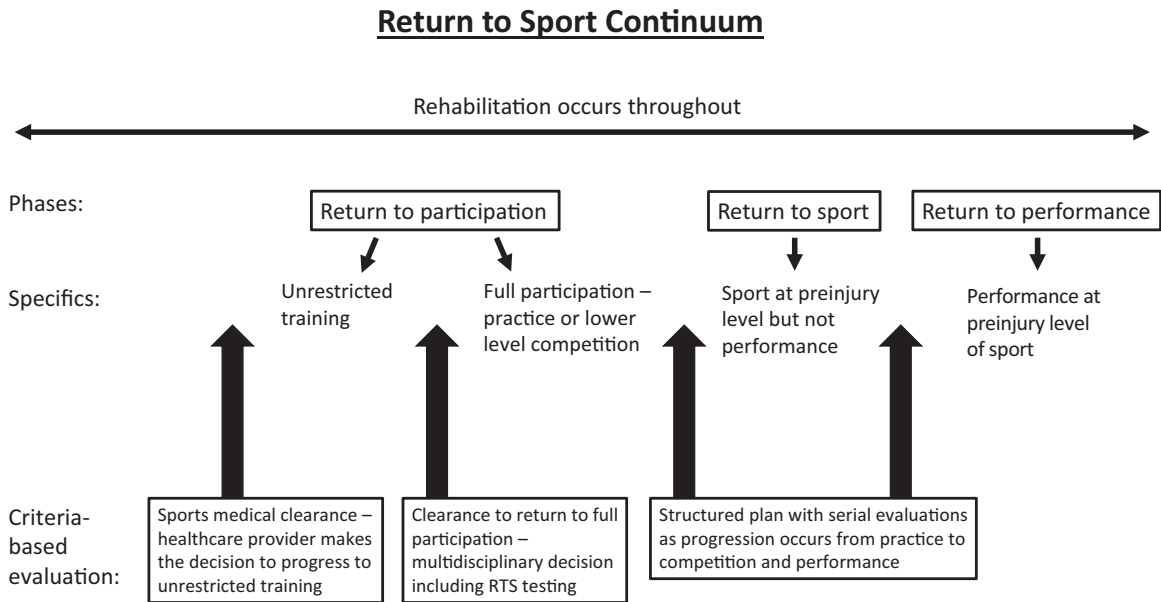 Return to Sport Continuum
Rehabilitation occurs throughout
Phases:
Return to participation
Return to sport
Return to performance
Specifics:
Unrestricted
training
Full participation –
practice or lower
level competition
Sport at preinjury
level but not
performance
Performance at
preinjury level
of sport
Criteria-
based
evaluation:
Sports medical clearance –
healthcare provider makes
the decision to progress to
unrestricted training
Clearance to return to full
participation –
multidisciplinary decision
including RTS testing
Structured plan with serial evaluations
as progression occurs from practice to
competition and performance